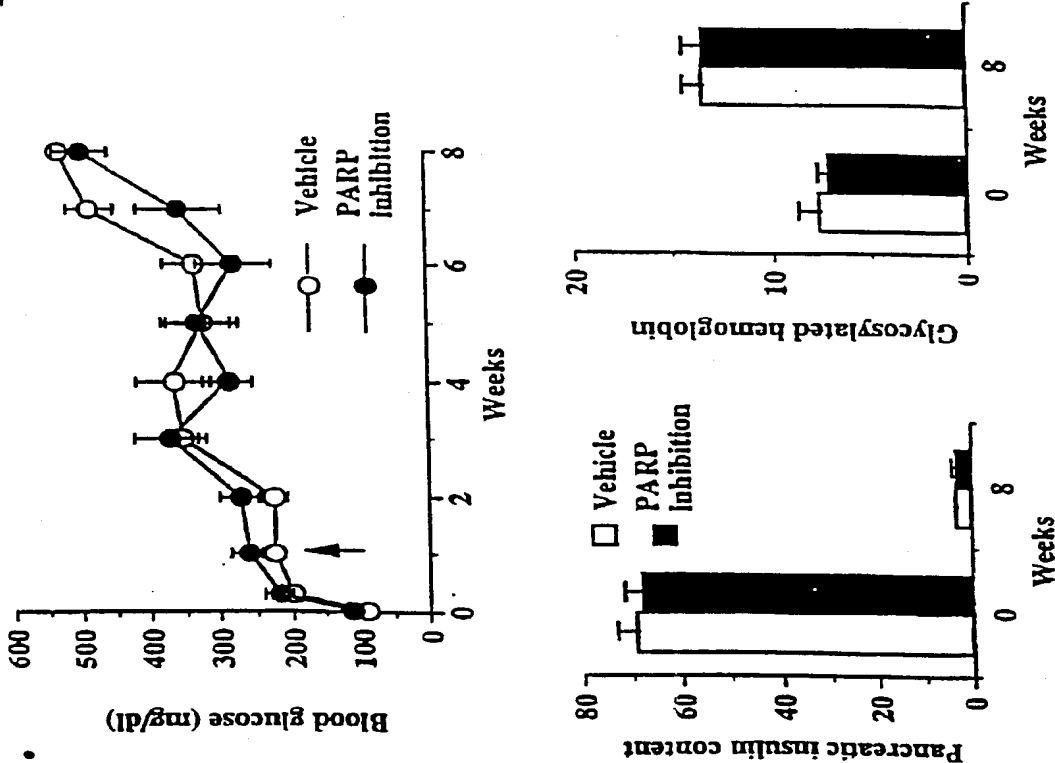 Blood glucose (mg/dl)
600
500
400
300
200
100
0
0
2
4
6
8
Weeks
Vehicle
PARP
inhibition
Pancreatic insulin content
80
60
40
20
0
0
8
Weeks
Vehicle
PARP
inhibition
Glycosylated hemoglobin
20
10
0
0
8
Weeks